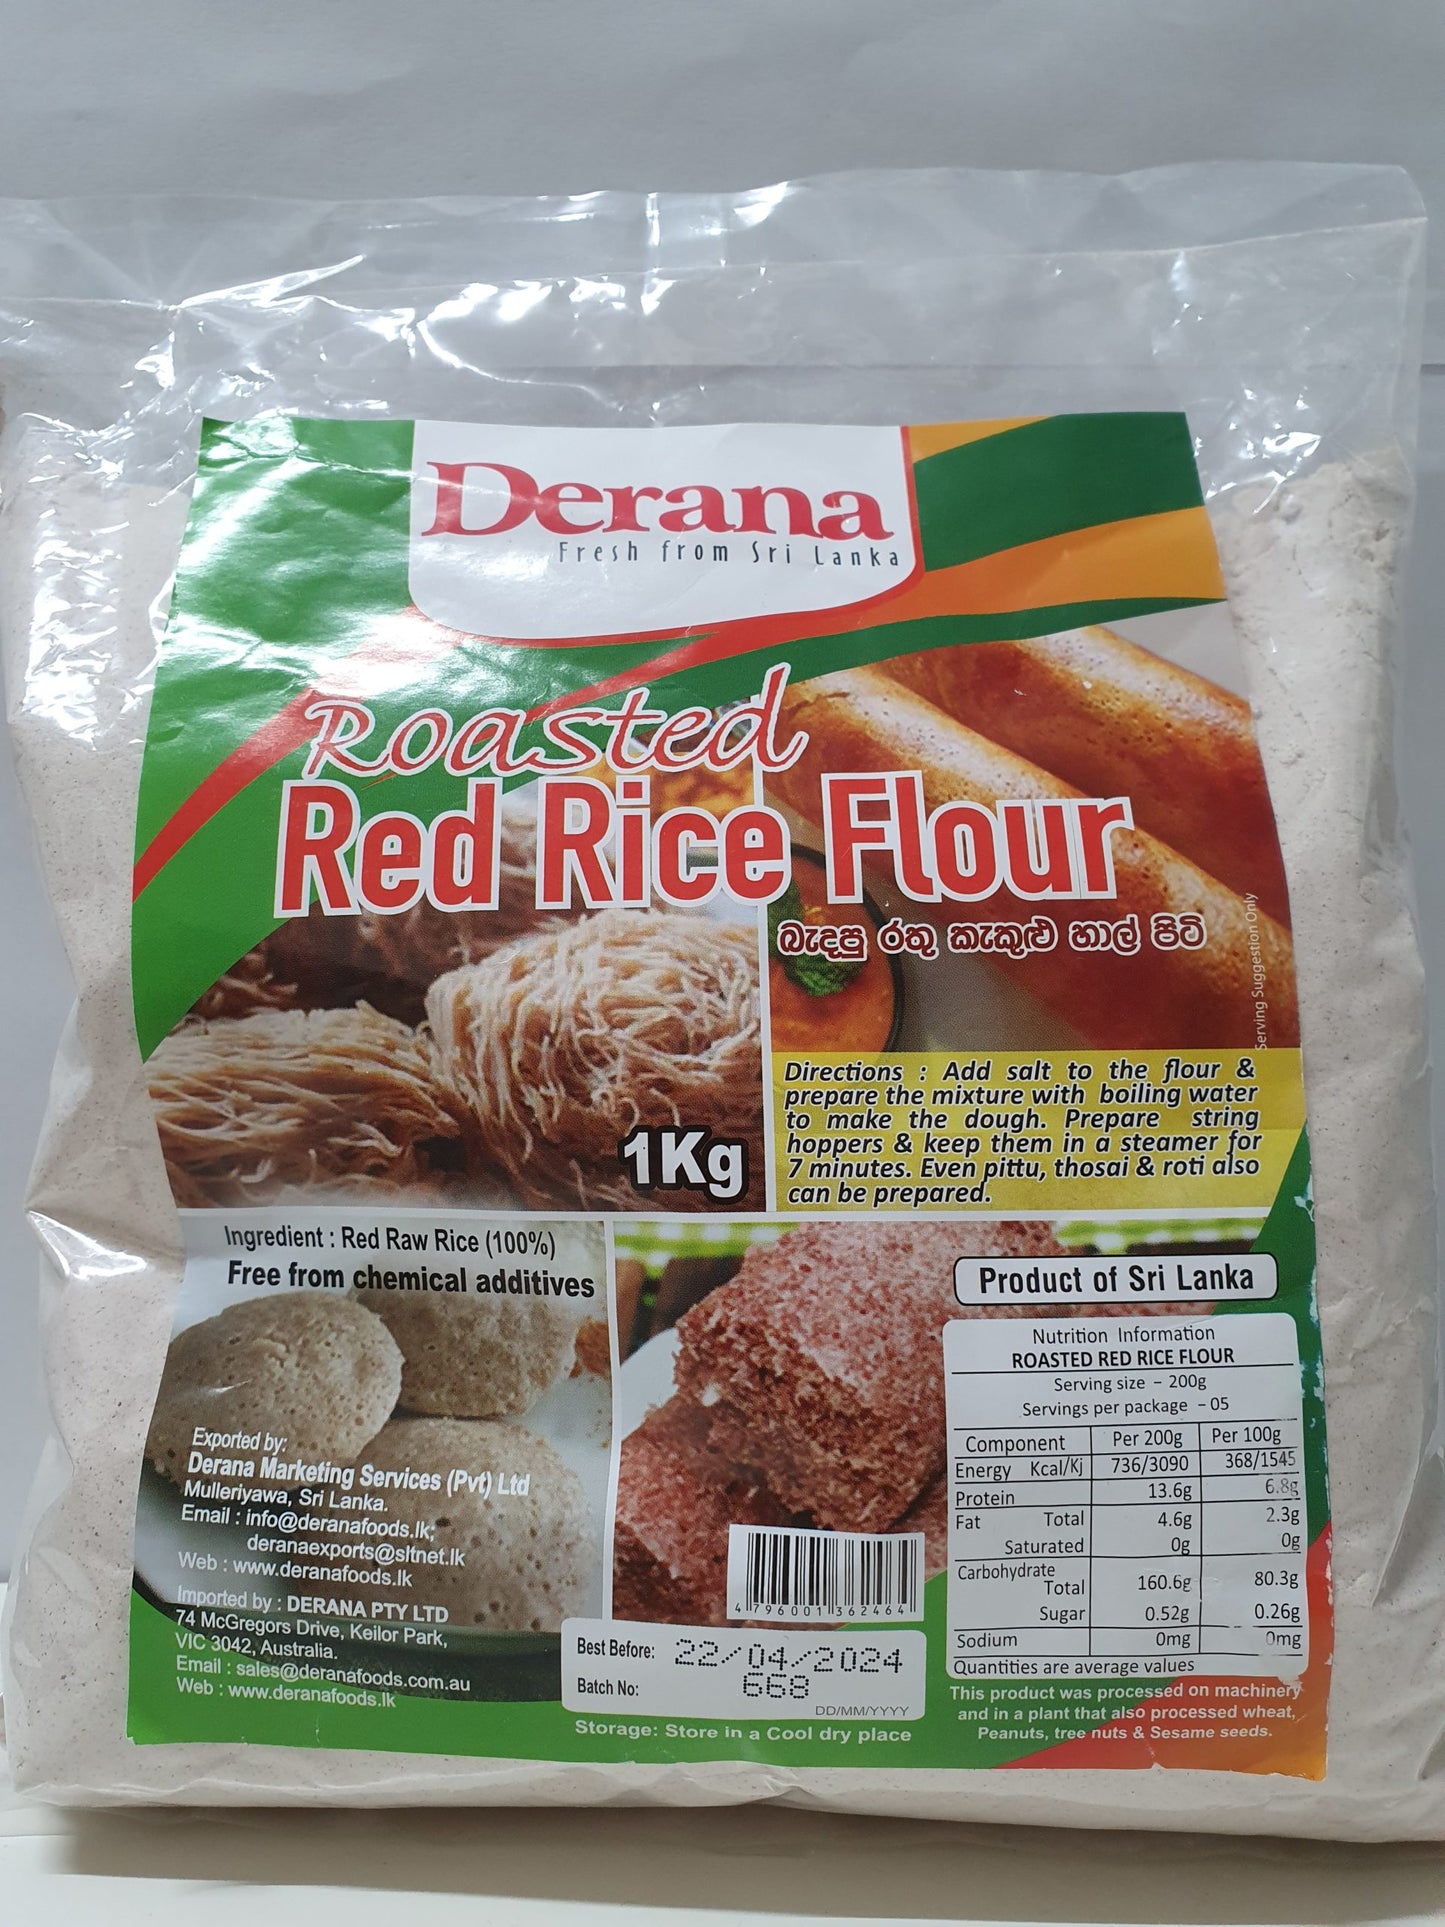 Derana
Fresh from Sri Lanka
Roasted
Red Rice Flour
බැදපු රතු කැකුළු හාල් පිටි
Serving Suggestion Only
1Kg
Directions : Add salt to the flour &
prepare the mixture with boiling water
to make the dough. Prepare string
hoppers & keep them in a steamer for
7 minutes. Even pittu, thosai & roti also
can be prepared.
Ingredient : Red Raw Rice (100%)
Free from chemical additives
Product of Sri Lanka
Exported by:
Derana Marketing Services (Pvt) Ltd
Mulleriyawa, Sri Lanka.
Email : info@deranafoods.lk;
deranaexports@sltnet.lk
Web : www.deranafoods.lk
Imported by : DERANA PTY LTD
74 McGregors Drive, Keilor Park,
VIC 3042, Australia.
Email : sales@deranafoods.com.au
Web : www.deranafoods.lk
4 796001 362464
Best Before: 22/04/2024
Batch No: 668
DD/MM/YYYY
Storage: Store in a Cool dry place
Nutrition Information
ROASTED RED RICE FLOUR
Serving size – 200g
Servings per package – 05
Component Per 200g Per 100g
Energy Kcal/Kj 736/3090 368/1545
Protein 13.6g 6.8g
Fat Total 4.6g 2.3g
Saturated 0g 0g
Carbohydrate
Total 160.6g 80.3g
Sugar 0.52g 0.26g
Sodium 0mg 0mg
Quantities are average values
This product was processed on machinery
and in a plant that also processed wheat,
Peanuts, tree nuts & Sesame seeds.